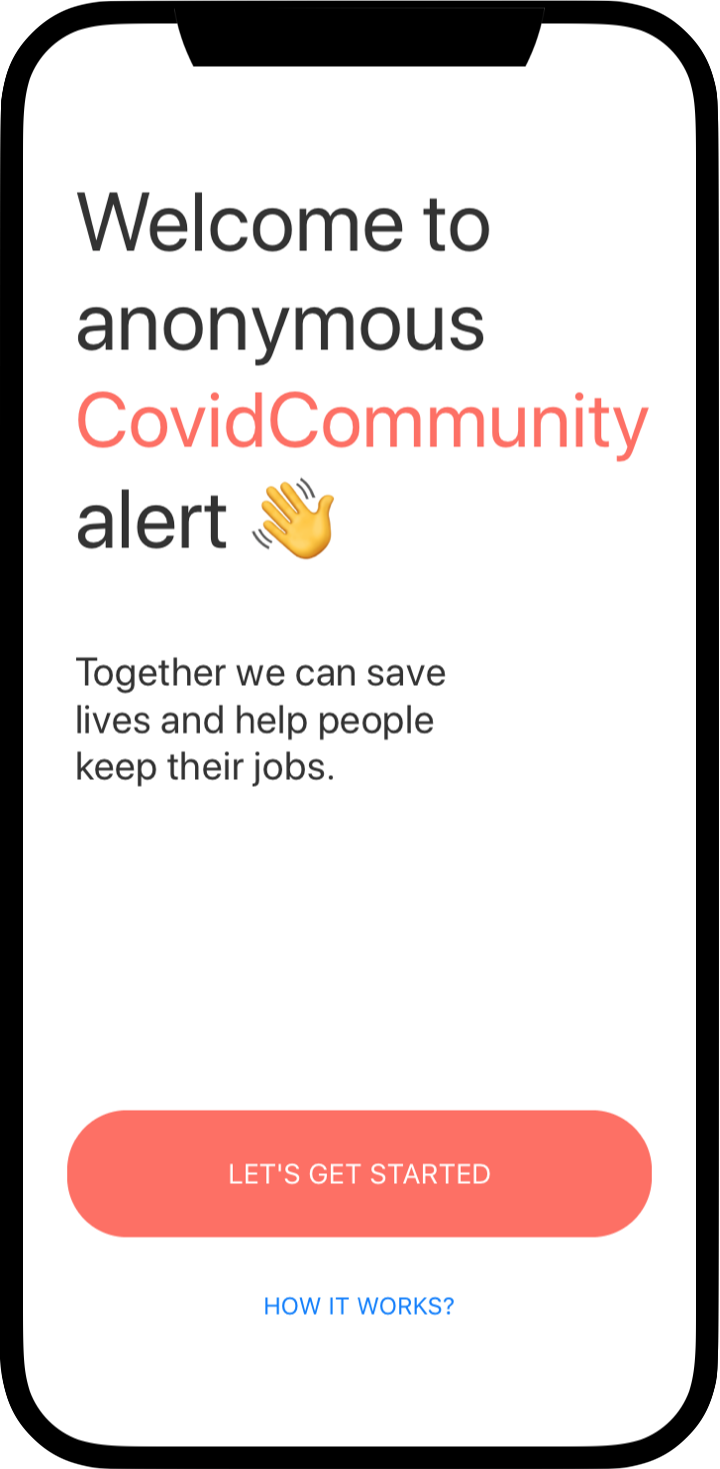 Welcome to
anonymous
CovidCommunity
alert 👋
Together we can save
lives and help people
keep their jobs.
LET'S GET STARTED
HOW IT WORKS?